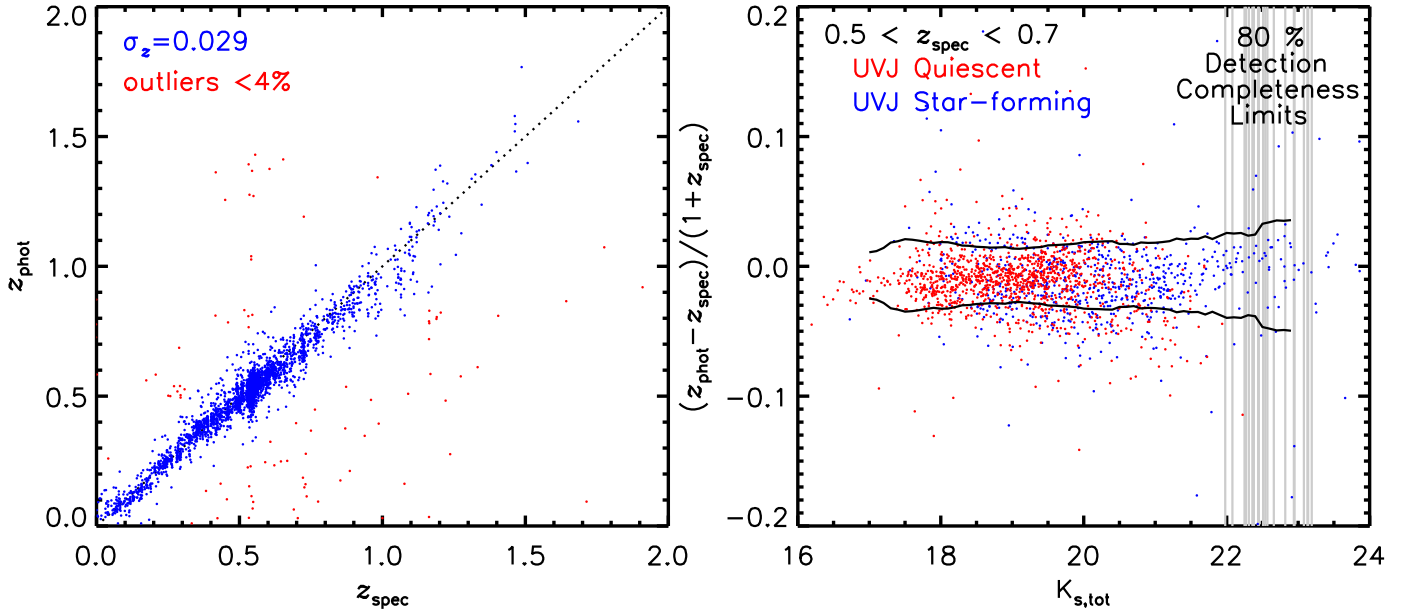 σz=0.029
outliers <4%
2.0
1.5
1.0
0.5
0.0
zphot
0.0 0.5 1.0 1.5 2.0
zspec
0.5 < zspec < 0.7
UVJ Quiescent
UVJ Star-forming
80 %
Detection
Completeness
Limits
0.2
0.1
0.0
−0.1
−0.2
(zphot−zspec)/(1+zspec)
16 18 20 22 24
Ks,tot